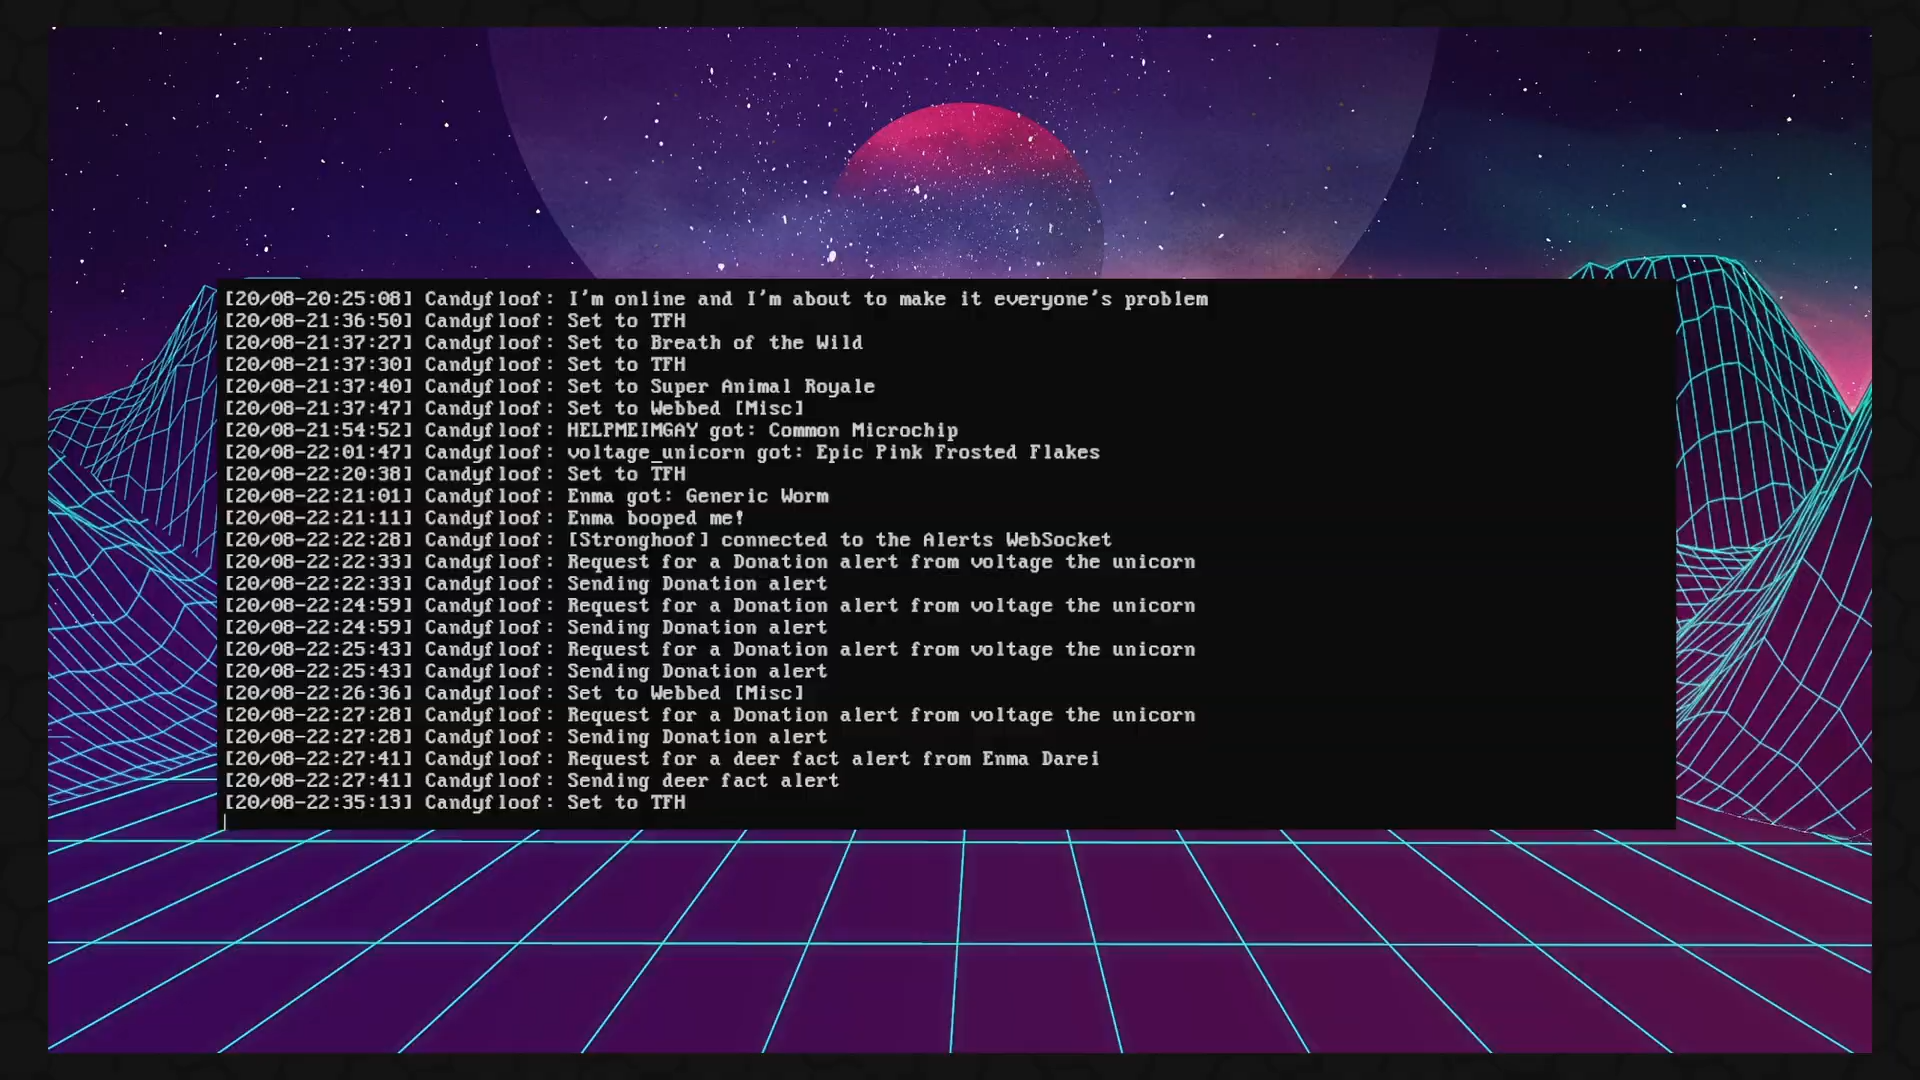 [20/08-20:25:08] Candyfloof: I'm online and I'm about to make it everyone's problem
[20/08-21:36:50] Candyfloof: Set to TFH
[20/08-21:37:27] Candyfloof: Set to Breath of the Wild
[20/08-21:37:30] Candyfloof: Set to TFH
[20/08-21:37:40] Candyfloof: Set to Super Animal Royale
[20/08-21:37:47] Candyfloof: Set to Webbed [Misc]
[20/08-21:54:52] Candyfloof: HELPMEIMGAY got: Common Microchip
[20/08-22:01:47] Candyfloof: voltage_unicorn got: Epic Pink Frosted Flakes
[20/08-22:20:38] Candyfloof: Set to TFH
[20/08-22:21:01] Candyfloof: Enma got: Generic Worm
[20/08-22:21:11] Candyfloof: Enma booped me!
[20/08-22:22:28] Candyfloof: [Stronghoof] connected to the Alerts WebSocket
[20/08-22:22:33] Candyfloof: Request for a Donation alert from voltage the unicorn
[20/08-22:22:33] Candyfloof: Sending Donation alert
[20/08-22:24:59] Candyfloof: Request for a Donation alert from voltage the unicorn
[20/08-22:24:59] Candyfloof: Sending Donation alert
[20/08-22:25:43] Candyfloof: Request for a Donation alert from voltage the unicorn
[20/08-22:25:43] Candyfloof: Sending Donation alert
[20/08-22:26:36] Candyfloof: Set to Webbed [Misc]
[20/08-22:27:28] Candyfloof: Request for a Donation alert from voltage the unicorn
[20/08-22:27:28] Candyfloof: Sending Donation alert
[20/08-22:27:41] Candyfloof: Request for a deer fact alert from Enma Darei
[20/08-22:27:41] Candyfloof: Sending deer fact alert
[20/08-22:35:13] Candyfloof: Set to TFH